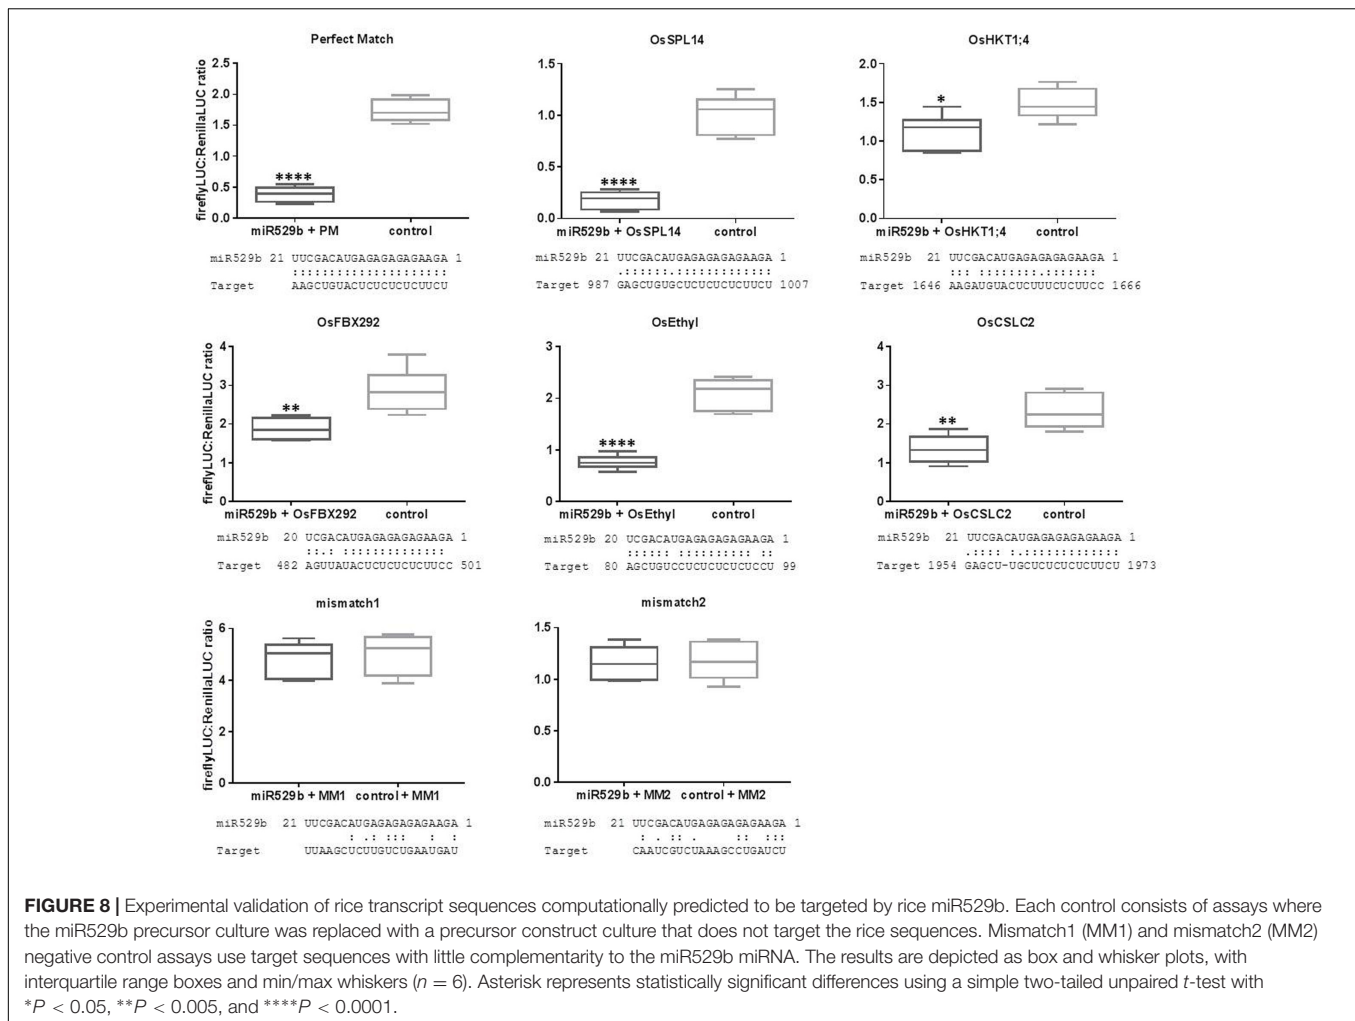 Perfect Match
OsSPL14
OsHKT1;4
fireflyLUC:RenillaLUC ratio
2.5
2.0
1.5
1.0
0.5
0.0
****
miR529b + PM control
1.5
1.0
0.5
0.0
****
miR529b + OsSPL14 control
2.0
1.5
1.0
0.5
0.0
*
miR529b + OsHKT1;4 control
miR529b 21 UUCGACAUGAGAGAGAGAAGA 1
:::::::::::::::::::::
Target AAGCUGUACUCUCUCUCUUCU
miR529b 21 UUCGACAUGAGAGAGAGAAGA 1
.::::::.:::::::::::::
Target 987 GAGCUGUGCUCUCUCUCUUCU 1007
miR529b 21 UUCGACAUGAGAGAGAGAAGA 1
::: ::::::::.:::::::
Target 1646 AAGAUGUACUCUUUCUCUUCC 1666
OsFBX292
OsEthyl
OsCSLC2
fireflyLUC:RenillaLUC ratio
4
3
2
1
0
**
miR529b + OsFBX292 control
3
2
1
0
****
miR529b + OsEthyl control
4
3
2
1
0
**
miR529b + OsCSLC2 control
miR529b 20 UCGACAUGAGAGAGAGAAGA 1
::.: ::::::::::::::
Target 482 AGUUAUACUCUCUCUCUUCC 501
miR529b 20 UCGACAUGAGAGAGAGAAGA 1
:::::: :::::::::: ::
Target 80 AGCUGUCCUCUCUCUCUCCU 99
miR529b 21 UUCGACAUGAGAGAGAGAAGA 1
.:::: :.:::::::::::::
Target 1954 GAGCU-UGCUCUCUCUCUUCU 1973
mismatch1
mismatch2
fireflyLUC:RenillaLUC ratio
6
4
2
0
miR529b + MM1 control + MM1
1.5
1.0
0.5
0.0
miR529b + MM2 control + MM2
miR529b 21 UUCGACAUGAGAGAGAGAAGA 1
: .: ::: : :
Target UUAAGCUCUUGUCUGAAUGAU
miR529b 21 UUCGACAUGAGAGAGAGAAGA 1
: . :: . :: :::
Target CAAUCGUCUAAAGCCUGAUCU
FIGURE 8 | Experimental validation of rice transcript sequences computationally predicted to be targeted by rice miR529b. Each control consists of assays where
the miR529b precursor culture was replaced with a precursor construct culture that does not target the rice sequences. Mismatch1 (MM1) and mismatch2 (MM2)
negative control assays use target sequences with little complementarity to the miR529b miRNA. The results are depicted as box and whisker plots, with
interquartile range boxes and min/max whiskers (n = 6). Asterisk represents statistically significant differences using a simple two-tailed unpaired t-test with
*P < 0.05, **P < 0.005, and ****P < 0.0001.